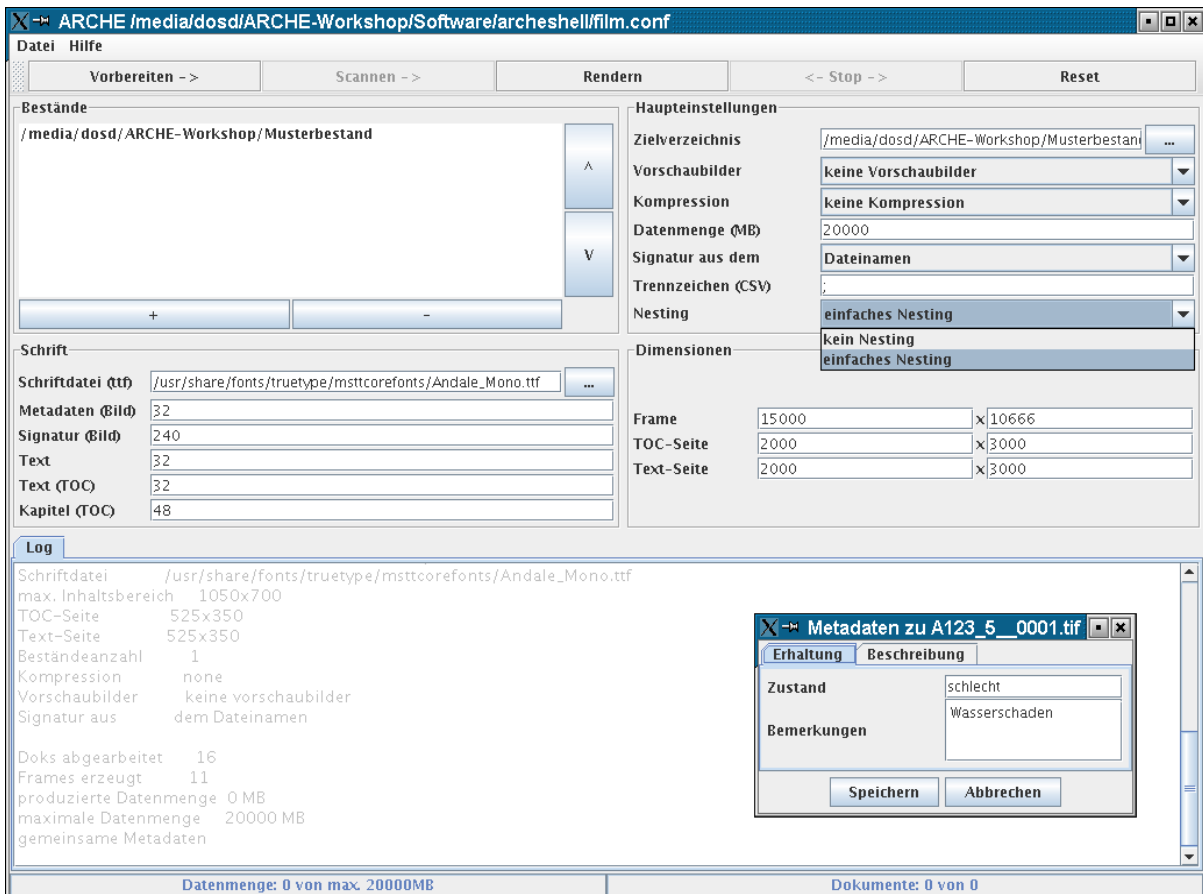 ARCHE /media/dosd/ARCHE-Workshop/Software/archeshell/film.conf
Datei Hilfe
Vorbereiten -> Scannen -> Rendern <- Stop -> Reset
Bestände
/media/dosd/ARCHE-Workshop/Musterbestand
^
V
+ -
Haupteinstellungen
Zielverzeichnis /media/dosd/ARCHE-Workshop/Musterbestand ...
Vorschaubilder keine Vorschaubilder
Kompression keine Kompression
Datenmenge (MB) 20000
Signatur aus dem Dateinamen
Trennzeichen (CSV) ;
Nesting einfaches Nesting
kein Nesting
einfaches Nesting
Schrift
Schriftdatei (ttf) /usr/share/fonts/truetype/msttcorefonts/Andale_Mono.ttf ...
Metadaten (Bild) 32
Signatur (Bild) 240
Text 32
Text (TOC) 32
Kapitel (TOC) 48
Dimensionen
Frame 15000 x 10666
TOC-Seite 2000 x 3000
Text-Seite 2000 x 3000
Log
Schriftdatei /usr/share/fonts/truetype/msttcorefonts/Andale_Mono.ttf
max. Inhaltsbereich 1050x700
TOC-Seite 525x350
Text-Seite 525x350
Beständeanzahl 1
Kompression none
Vorschaubilder keine vorschaubilder
Signatur aus dem Dateinamen
Doks abgearbeitet 16
Frames erzeugt 11
produzierte Datenmenge 0 MB
maximale Datenmenge 20000 MB
gemeinsame Metadaten
Metadaten zu A123_5__0001.tif
Erhaltung Beschreibung
Zustand schlecht
Bemerkungen Wasserschaden
Speichern Abbrechen
Datenmenge: 0 von max. 20000MB Dokumente: 0 von 0